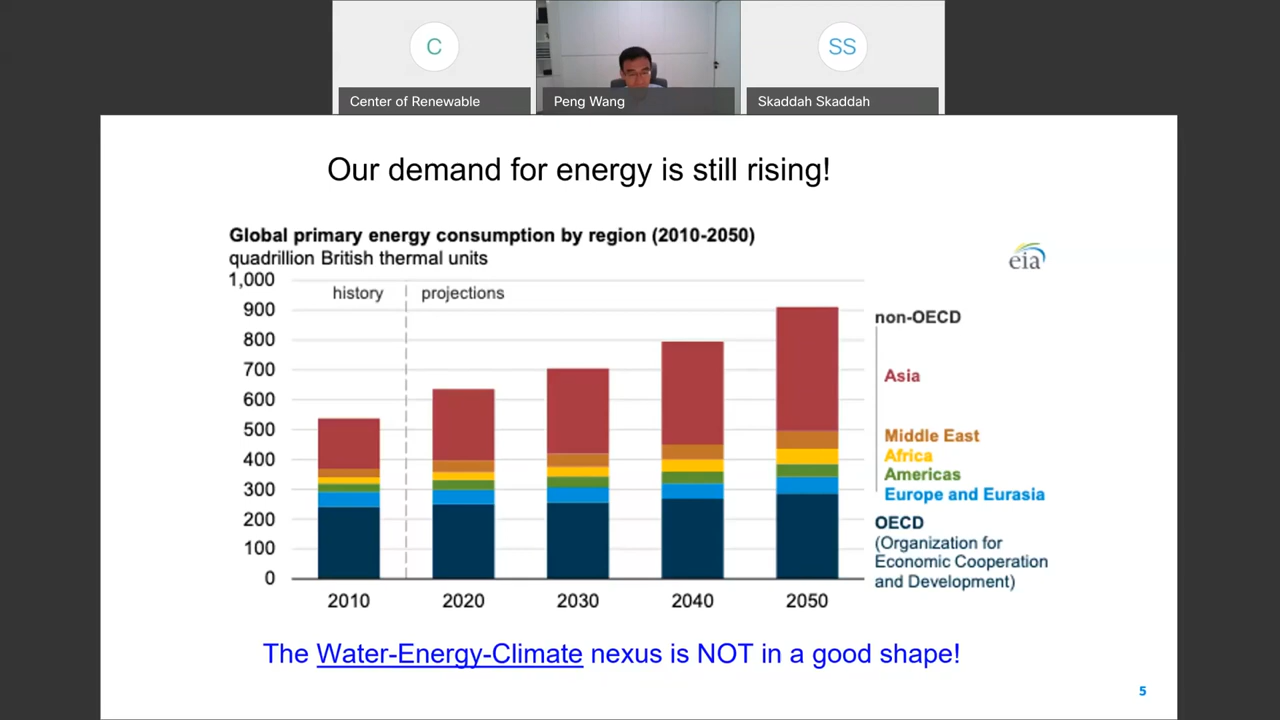 C
SS
Center of Renewable
Peng Wang
Skaddah Skaddah
Our demand for energy is still rising!
Global primary energy consumption by region (2010-2050)
quadrillion British thermal units
eia
1,000
history
projections
900
non-OECD
800
700
Asia
600
500
Middle East
400
Africa
Americas
300
Europe and Eurasia
200
OECD
(Organization for
100
Economic Cooperation
0
and Development)
2010
2020
2030
2040
2050
The Water-Energy-Climate nexus is NOT in a good shape!
5